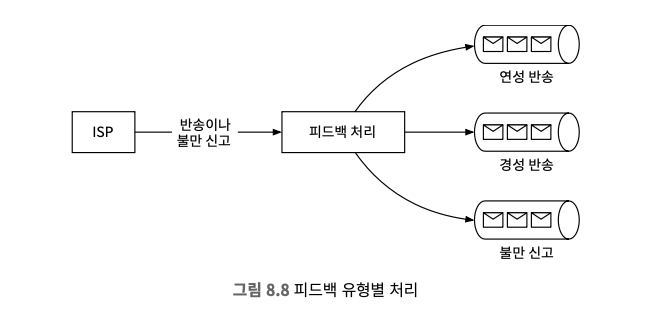 연성 반송
ISP
반송이나
불만 신고
피드백 처리
경성 반송
불만 신고
그림 8.8 피드백 유형별 처리